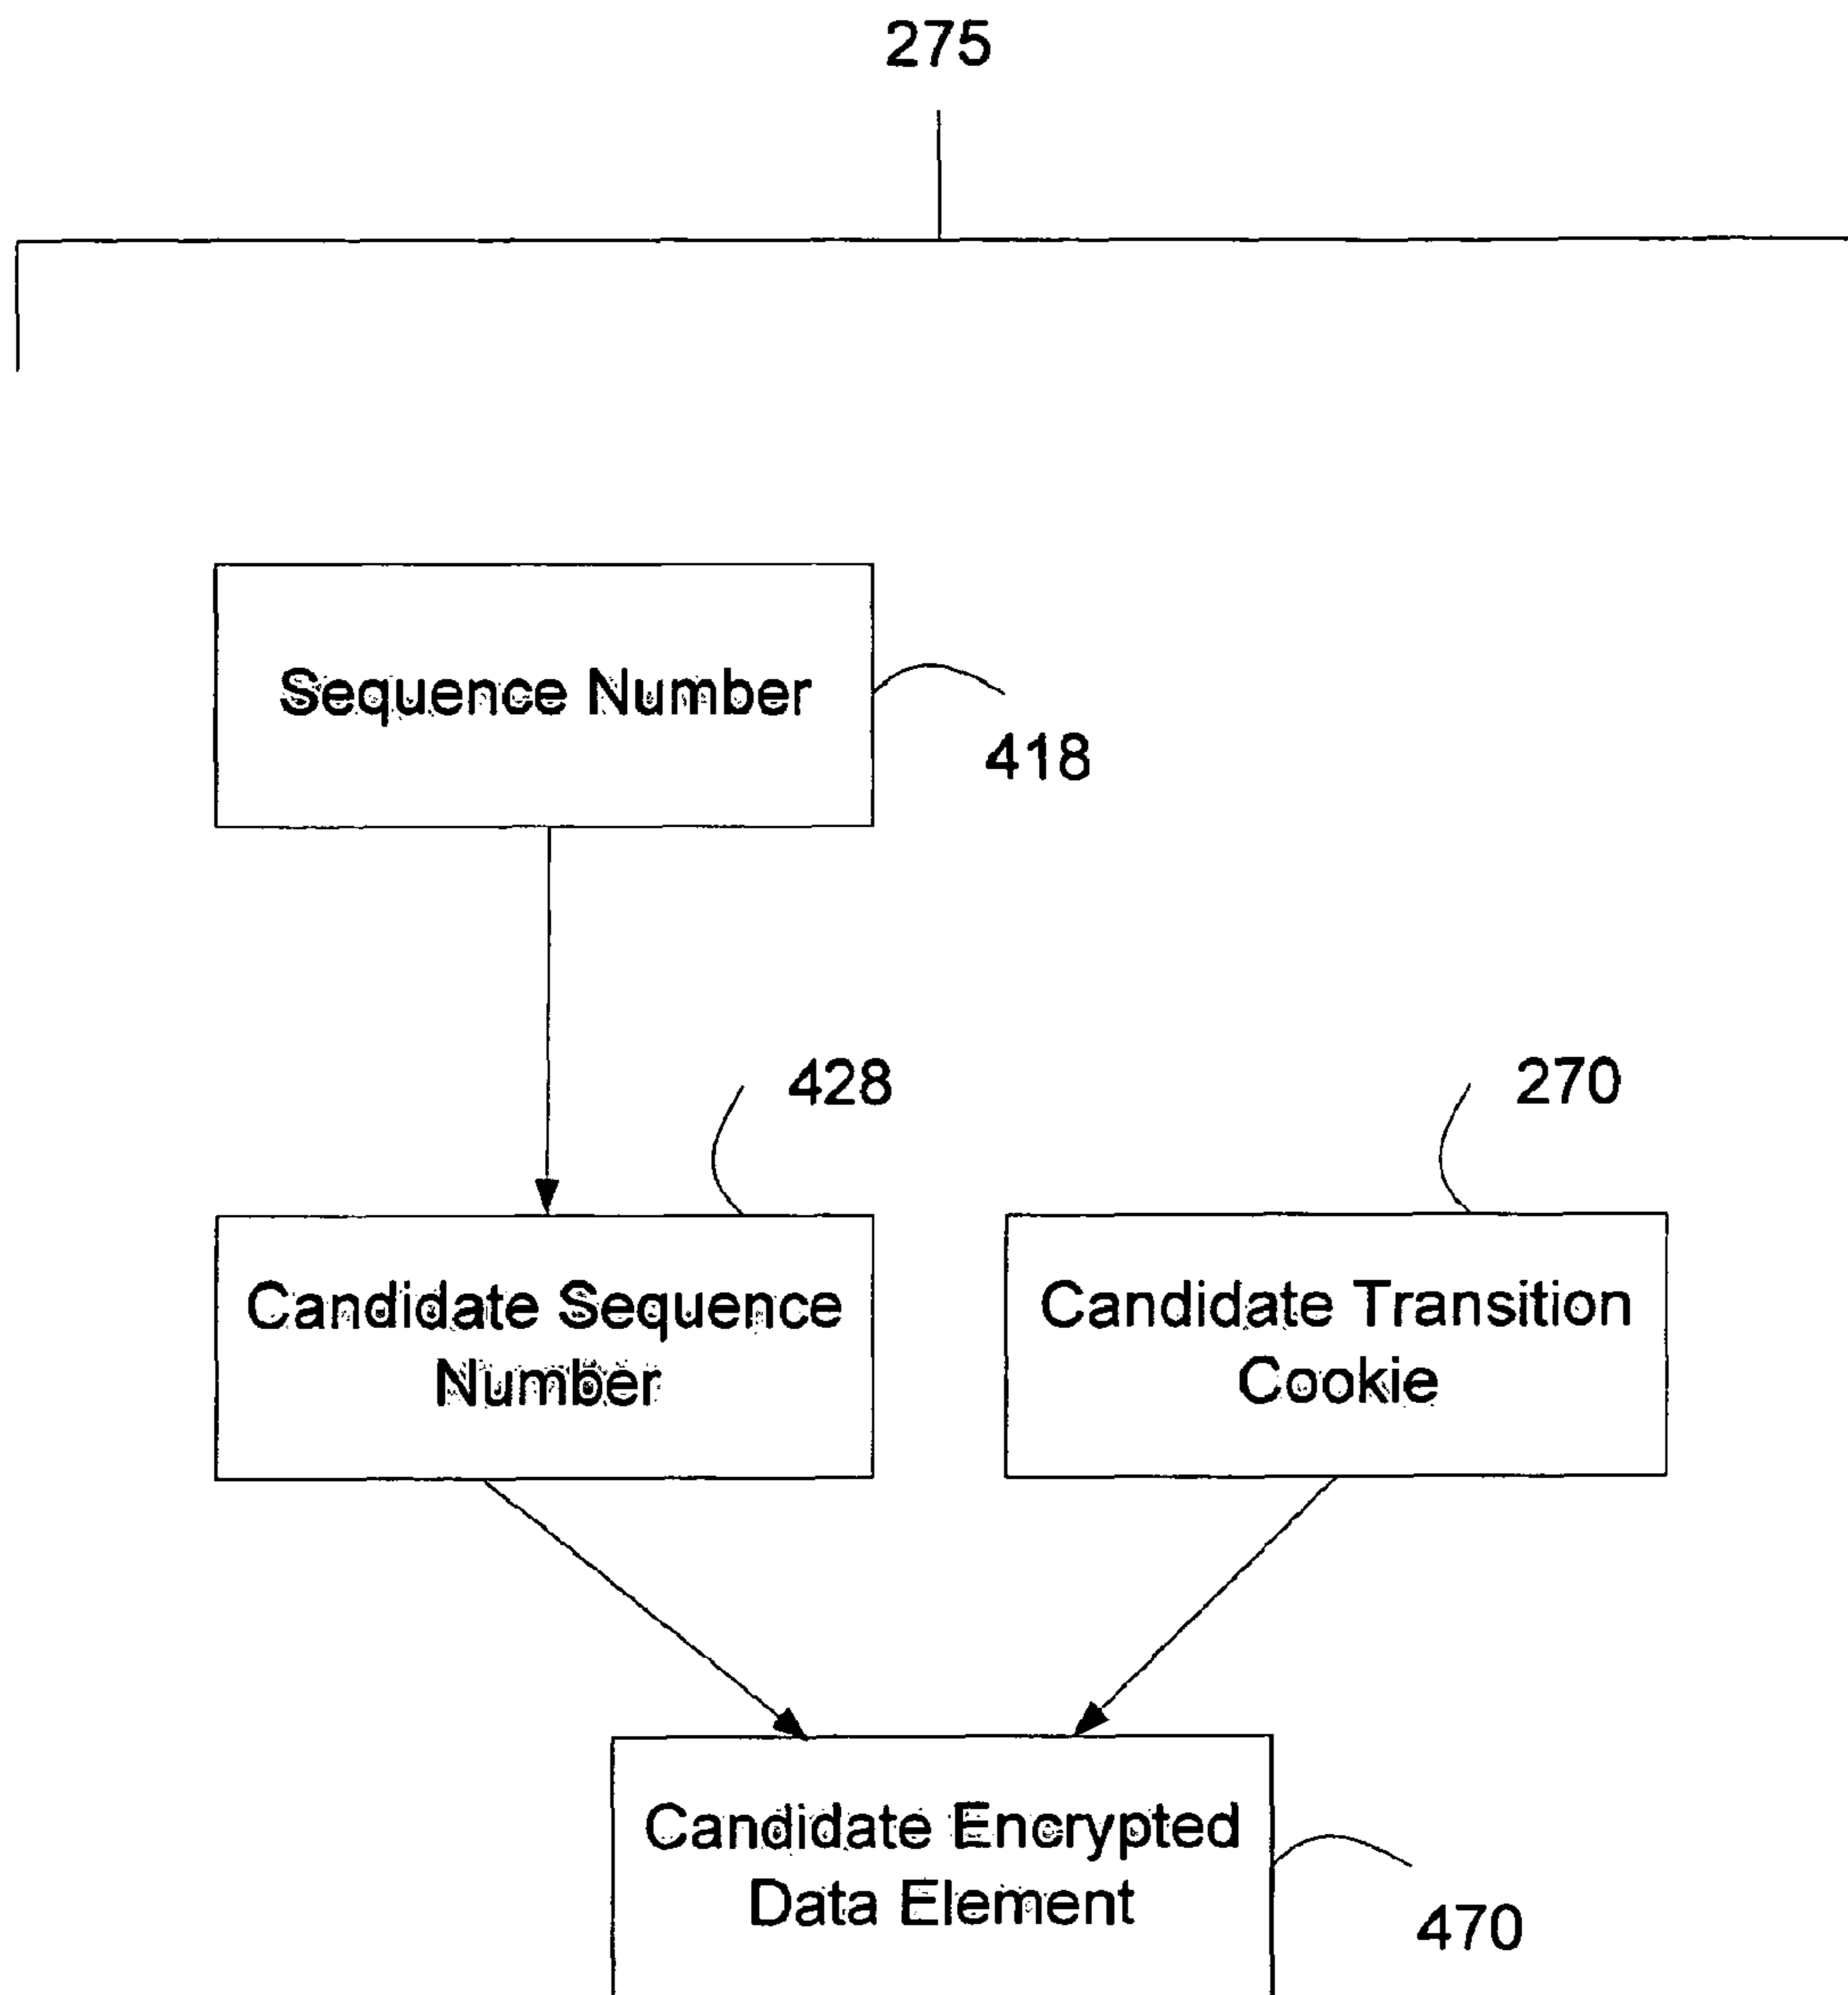 275
Sequence Number
418
428
270
Candidate Sequence
Number
Candidate Transition
Cookie
Candidate Encrypted
Data Element
470